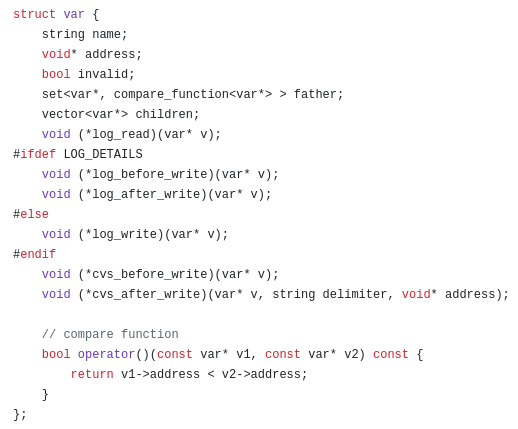 struct var {
    string name;
    void* address;
    bool invalid;
    set<var*, compare_function<var*> > father;
    vector<var*> children;
    void (*log_read)(var* v);
#ifdef LOG_DETAILS
    void (*log_before_write)(var* v);
    void (*log_after_write)(var* v);
#else
    void (*log_write)(var* v);
#endif
    void (*cvs_before_write)(var* v);
    void (*cvs_after_write)(var* v, string delimiter, void* address);

    // compare function
    bool operator()(const var* v1, const var* v2) const {
        return v1->address < v2->address;
    }
};